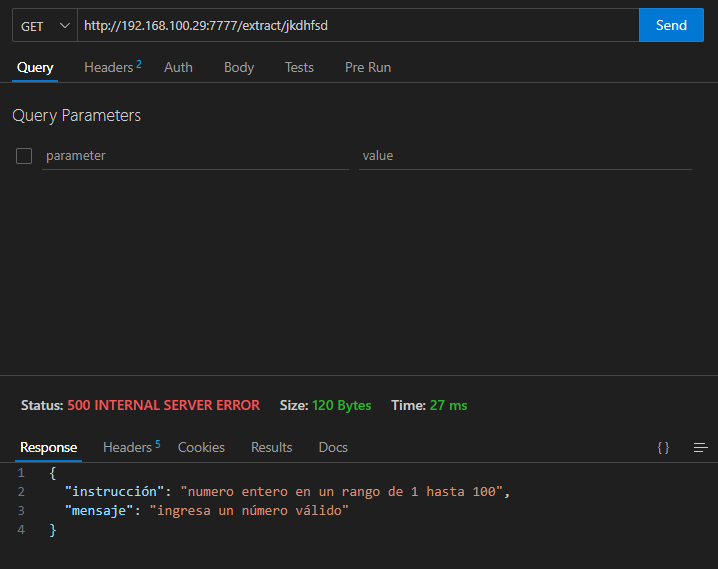 GET http://192.168.100.29:7777/extract/jkdhfsd Send
Query Headers 2 Auth Body Tests Pre Run
Query Parameters
parameter value
Status: 500 INTERNAL SERVER ERROR Size: 120 Bytes Time: 27 ms
Response Headers 5 Cookies Results Docs { }
1 {
2 "instrucción": "numero entero en un rango de 1 hasta 100",
3 "mensaje": "ingresa un número válido"
4 }